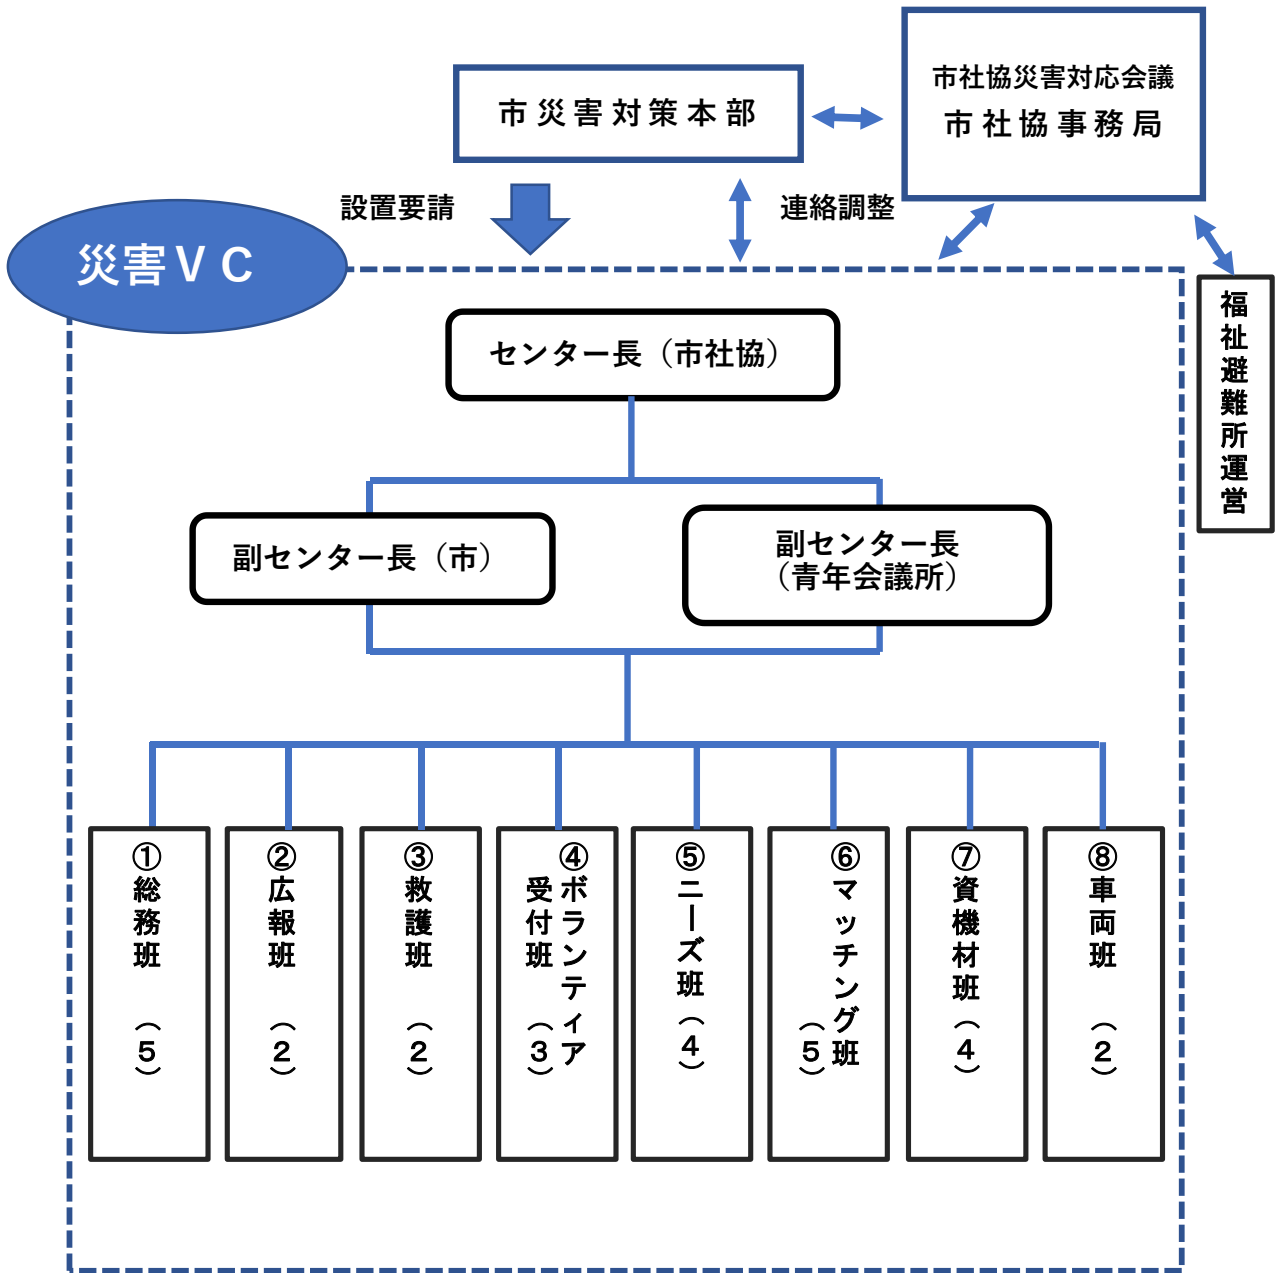 市社協災害対応会議
市社協事務局
市災害対策本部
設置要請
連絡調整
災害ＶＣ
福祉避難所運営
センター長（市社協）
副センター長（市）
副センター長
（青年会議所）
①総務班　（５）
②広報班　（２）
③救護班　（２）
④ボランティア
受付班　（３）
⑤ニーズ班（４）
⑥マッチング班
（５）
⑦資機材班（４）
⑧車両班　（２）